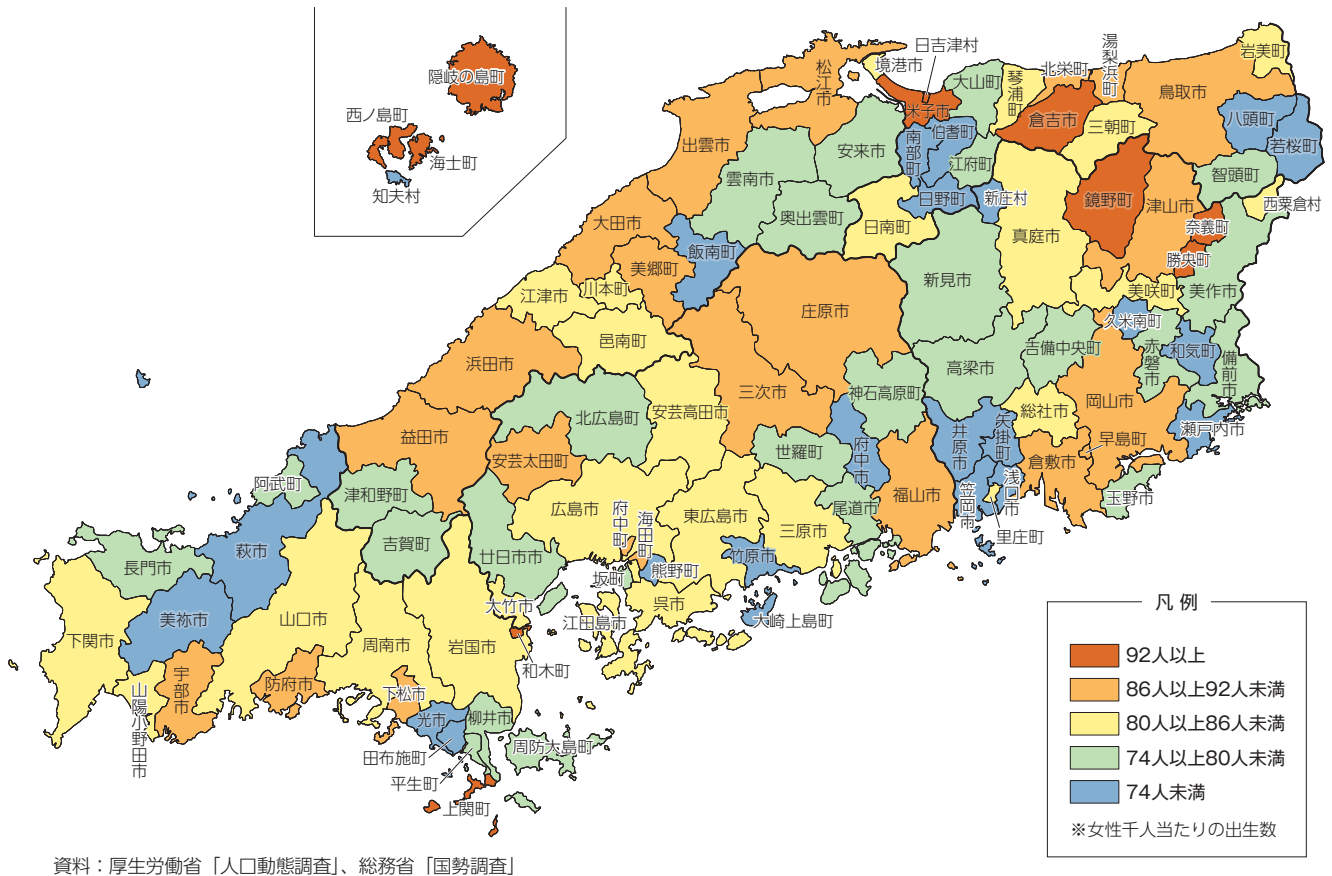 隠岐の島町
西ノ島町
海士町
知夫村
日吉津村
境港市
松江市
米子市
大山町
琴浦町
北栄町
湯梨浜町
岩美町
鳥取市
倉吉市
三朝町
八頭町
若桜町
智頭町
南部町
伯耆町
江府町
日野町
日南町
新庄村
安来市
出雲市
雲南市
奥出雲町
大田市
飯南町
美郷町
川本町
江津市
邑南町
浜田市
益田市
津和野町
吉賀町
鏡野町
津山市
奈義町
勝央町
西粟倉村
美作市
真庭市
美咲町
久米南町
新見市
吉備中央町
高梁市
赤磐市
和気町
備前市
岡山市
瀬戸内市
総社市
早島町
倉敷市
玉野市
矢掛町
井原市
浅口市
笠岡市
里庄町
庄原市
三次市
神石高原町
安芸高田市
北広島町
安芸太田町
世羅町
府中市
福山市
尾道市
三原市
東広島市
広島市
府中町
海田町
竹原市
熊野町
坂町
呉市
江田島市
大崎上島町
廿日市市
大竹市
和木町
岩国市
阿武町
萩市
長門市
美祢市
下関市
山口市
周南市
宇部市
山陽小野田市
防府市
下松市
光市
柳井市
周防大島町
田布施町
平生町
上関町
凡例
92人以上
86人以上92人未満
80人以上86人未満
74人以上80人未満
74人未満
※女性千人当たりの出生数
資料：厚生労働省「人口動態調査」、総務省「国勢調査」